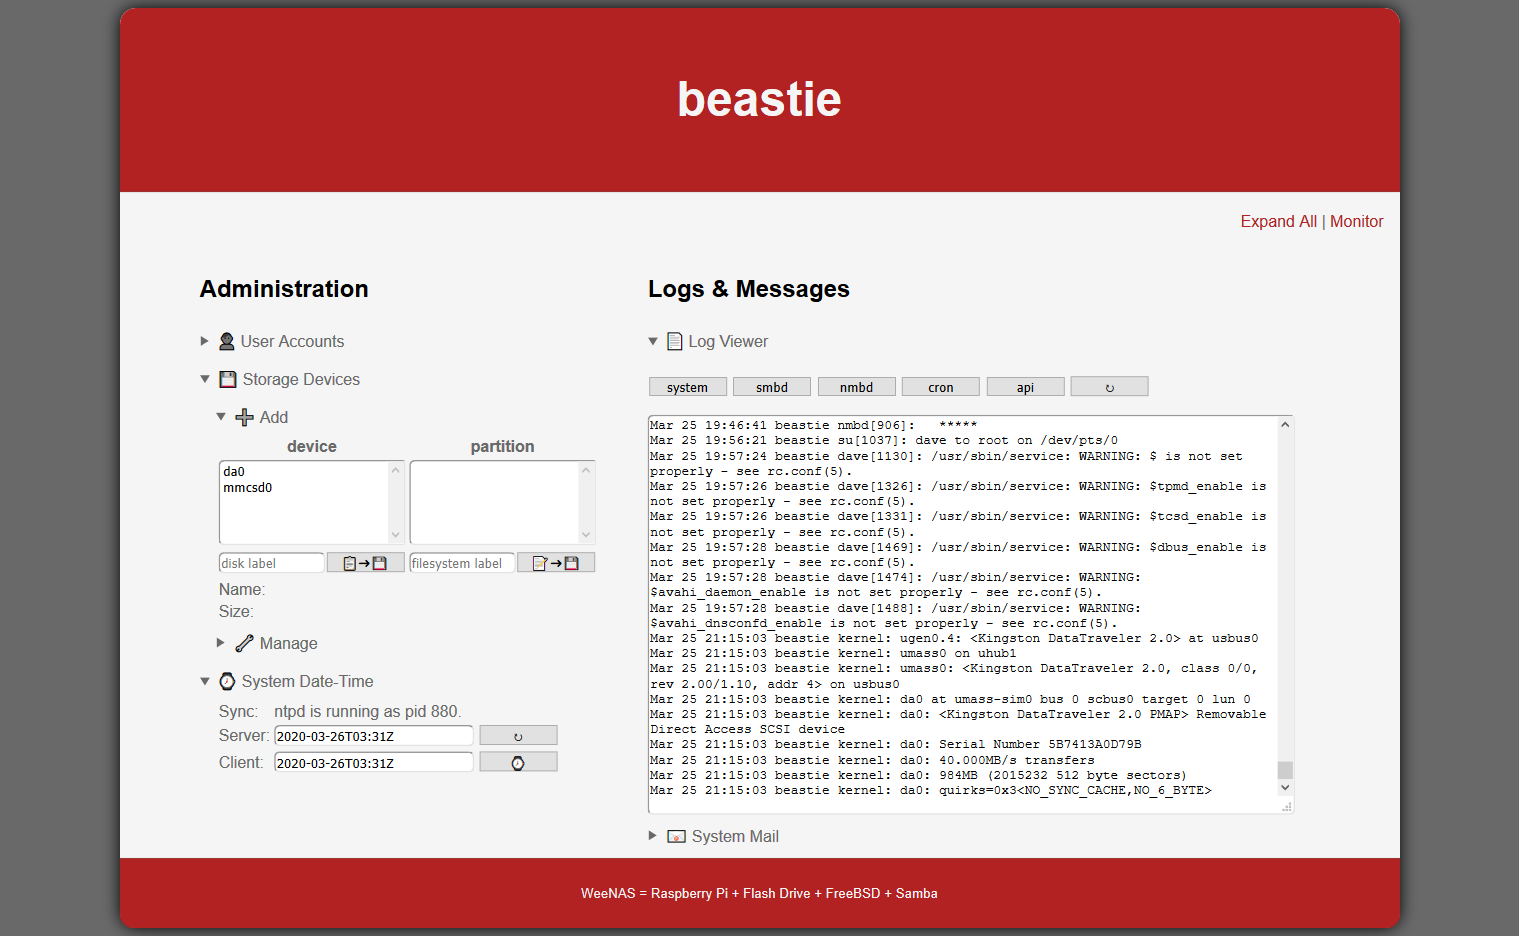 beastie
Expand All | Monitor
Administration
User Accounts
Storage Devices
Add
device partition
da0
mmcsd0
disk label filesystem label
Name:
Size:
Manage
System Date-Time
Sync: ntpd is running as pid 880.
Server: 2020-03-26T03:31Z
Client: 2020-03-26T03:31Z
Logs & Messages
Log Viewer
system smbd nmbd cron api
Mar 25 19:46:41 beastie nmbd[906]:   *****
Mar 25 19:56:21 beastie su[1037]: dave to root on /dev/pts/0
Mar 25 19:57:24 beastie dave[1130]: /usr/sbin/service: WARNING: $ is not set
properly - see rc.conf(5).
Mar 25 19:57:26 beastie dave[1326]: /usr/sbin/service: WARNING: $tpmd_enable is
not set properly - see rc.conf(5).
Mar 25 19:57:26 beastie dave[1331]: /usr/sbin/service: WARNING: $tcsd_enable is
not set properly - see rc.conf(5).
Mar 25 19:57:28 beastie dave[1469]: /usr/sbin/service: WARNING: $dbus_enable is
not set properly - see rc.conf(5).
Mar 25 19:57:28 beastie dave[1474]: /usr/sbin/service: WARNING:
$avahi_daemon_enable is not set properly - see rc.conf(5).
Mar 25 19:57:28 beastie dave[1488]: /usr/sbin/service: WARNING:
$avahi_dnsconfd_enable is not set properly - see rc.conf(5).
Mar 25 21:15:03 beastie kernel: ugen0.4: <Kingston DataTraveler 2.0> at usbus0
Mar 25 21:15:03 beastie kernel: umass0 on uhub1
Mar 25 21:15:03 beastie kernel: umass0: <Kingston DataTraveler 2.0, class 0/0,
rev 2.00/1.10, addr 4> on usbus0
Mar 25 21:15:03 beastie kernel: da0 at umass-sim0 bus 0 scbus0 target 0 lun 0
Mar 25 21:15:03 beastie kernel: da0: <Kingston DataTraveler 2.0 PMAP> Removable
Direct Access SCSI device
Mar 25 21:15:03 beastie kernel: da0: Serial Number 5B7413A0D79B
Mar 25 21:15:03 beastie kernel: da0: 40.000MB/s transfers
Mar 25 21:15:03 beastie kernel: da0: 984MB (2015232 512 byte sectors)
Mar 25 21:15:03 beastie kernel: da0: quirks=0x3<NO_SYNC_CACHE,NO_6_BYTE>
System Mail
WeeNAS = Raspberry Pi + Flash Drive + FreeBSD + Samba